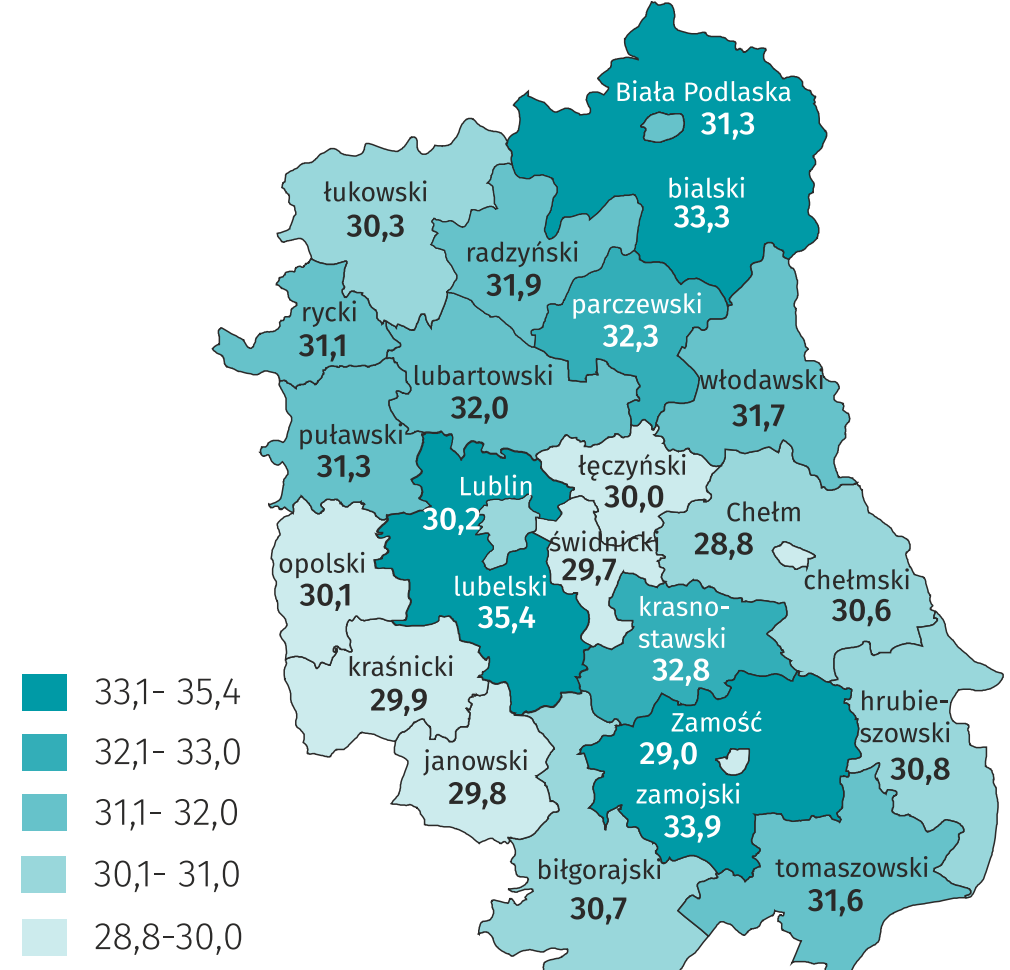 Biała Podlaska
31,3
bialski
33,3
łukowski
30,3
radzyński
31,9
parczewski
32,3
rycki
31,1
lubartowski
32,0
włodawski
31,7
puławski
31,3
łęczyński
30,0
Lublin
30,2
Chełm
28,8
świdnicki
29,7
opolski
30,1
lubelski
35,4
chełmski
30,6
krasno-
stawski
32,8
kraśnicki
29,9
Zamość
29,0
hrubie-
szowski
30,8
janowski
29,8
zamojski
33,9
biłgorajski
30,7
tomaszowski
31,6
33,1- 35,4
32,1- 33,0
31,1- 32,0
30,1- 31,0
28,8-30,0